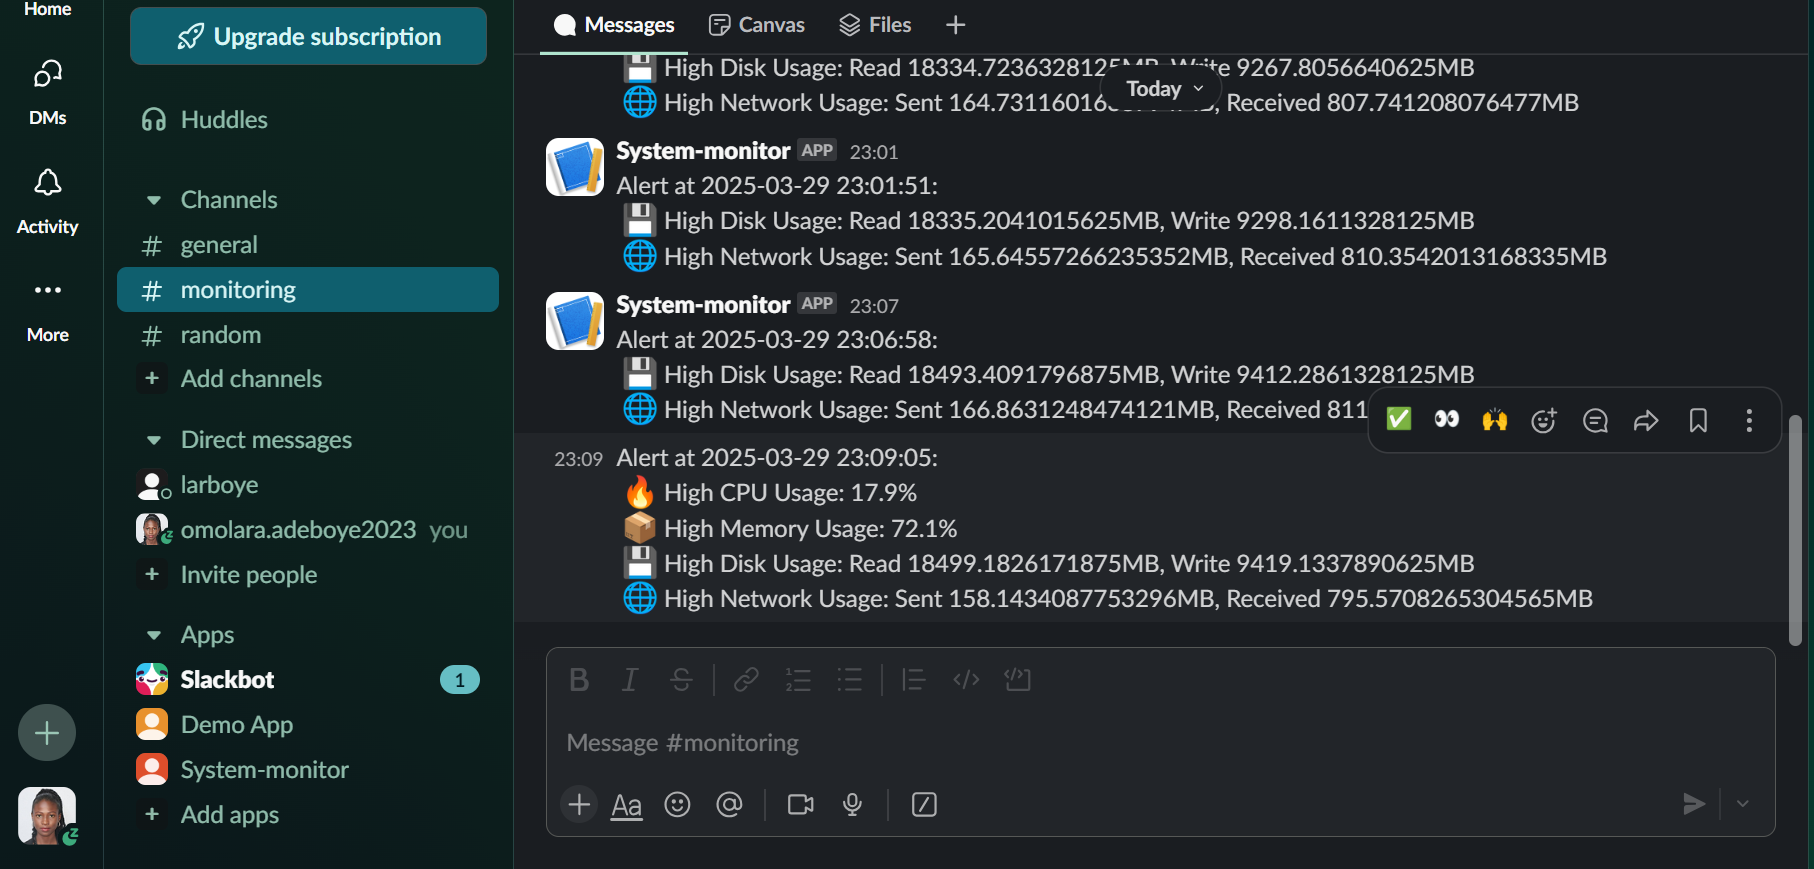 Home
DMs
Activity
More
Upgrade subscription
Huddles
Channels
# general
# monitoring
# random
+ Add channels
Direct messages
larboye
omolara.adeboye2023 you
+ Invite people
Apps
Slackbot 1
Demo App
System-monitor
+ Add apps
Messages Canvas Files +
Today
High Disk Usage: Read 18334.7236328125MB, Write 9267.8056640625MB
High Network Usage: Sent Received 807.741208076477MB
System-monitor APP 23:01
Alert at 2025-03-29 23:01:51:
High Disk Usage: Read 18335.2041015625MB, Write 9298.1611328125MB
High Network Usage: Sent 165.64557266235352MB, Received 810.3542013168335MB
System-monitor APP 23:07
Alert at 2025-03-29 23:06:58:
High Disk Usage: Read 18493.4091796875MB, Write 9412.2861328125MB
High Network Usage: Sent 166.8631248474121MB, Received 811
23:09 Alert at 2025-03-29 23:09:05:
High CPU Usage: 17.9%
High Memory Usage: 72.1%
High Disk Usage: Read 18499.1826171875MB, Write 9419.1337890625MB
High Network Usage: Sent 158.1434087753296MB, Received 795.5708265304565MB
B I S
Message #monitoring
+ Aa @